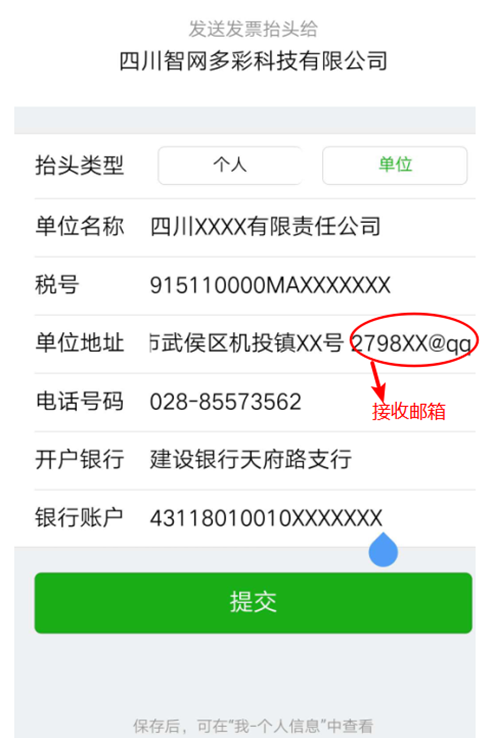 发送发票抬头给
四川智网多彩科技有限公司
抬头类型 个人 单位
单位名称 四川XXXX有限责任公司
税号 915110000MAXXXXXXX
单位地址 市武侯区机投镇XX号 2798XX@qq
接收邮箱
电话号码 028-85573562
开户银行 建设银行天府路支行
银行账户 43118010010XXXXXXX
提交
保存后，可在“我-个人信息”中查看